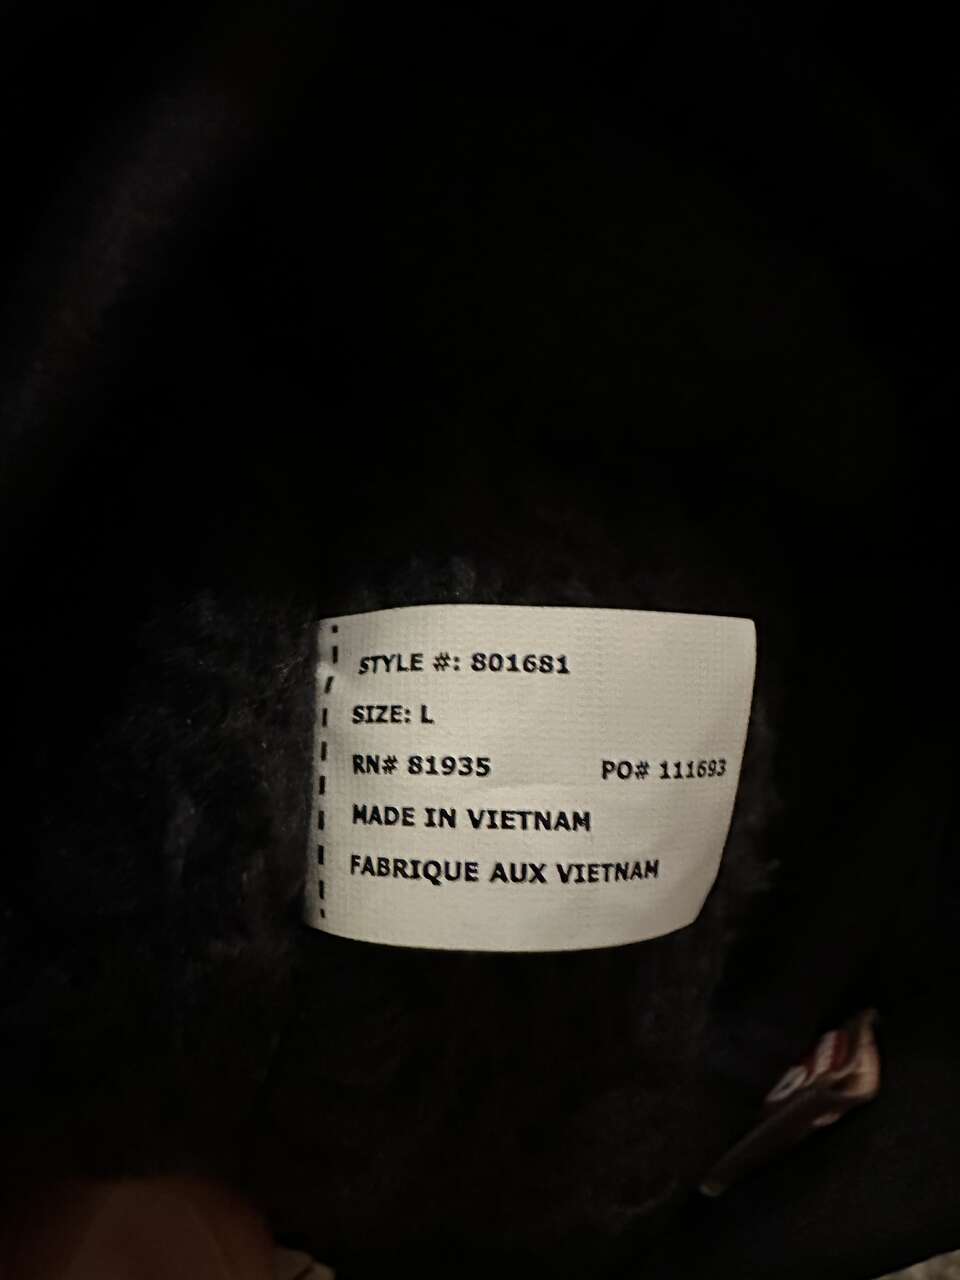 STYLE #: 801681
SIZE: L
RN# 81935 PO# 111693
MADE IN VIETNAM
FABRIQUE AUX VIETNAM